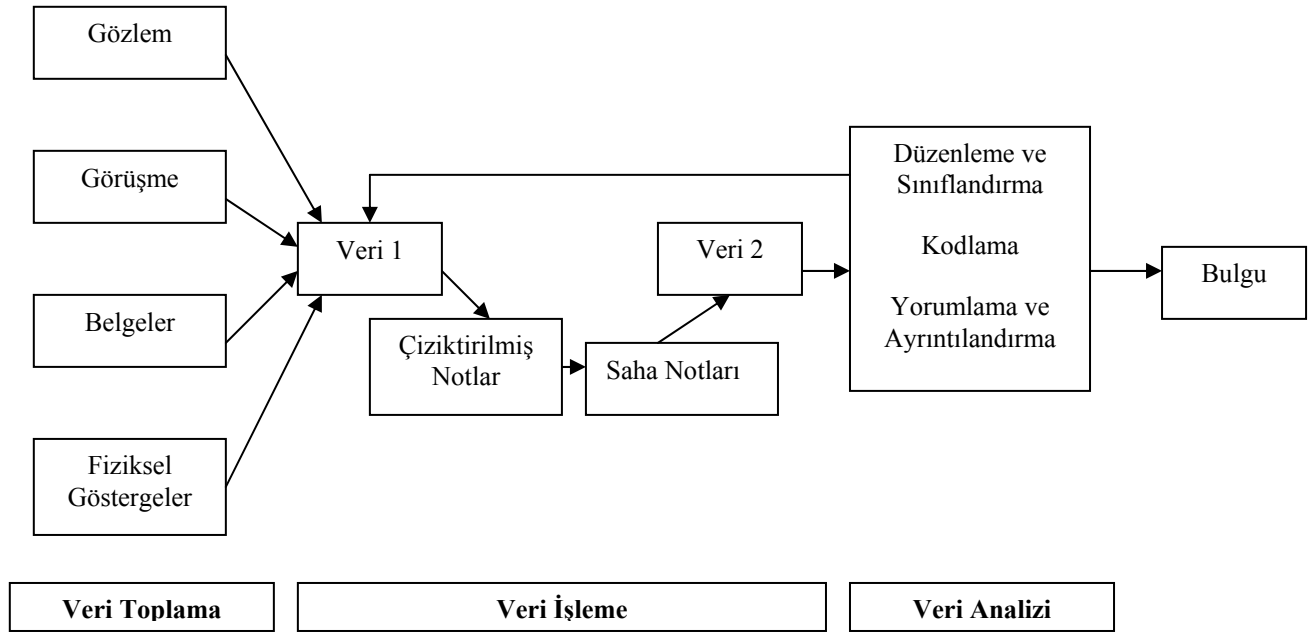 Gözlem
Görüşme
Belgeler
Fiziksel
Göstergeler
Veri 1
Çiziktirilmiş
Notlar
Saha Notları
Veri 2
Düzenleme ve
Sınıflandırma
Kodlama
Yorumlama ve
Ayrıntılandırma
Bulgu
Veri Toplama
Veri İşleme
Veri Analizi